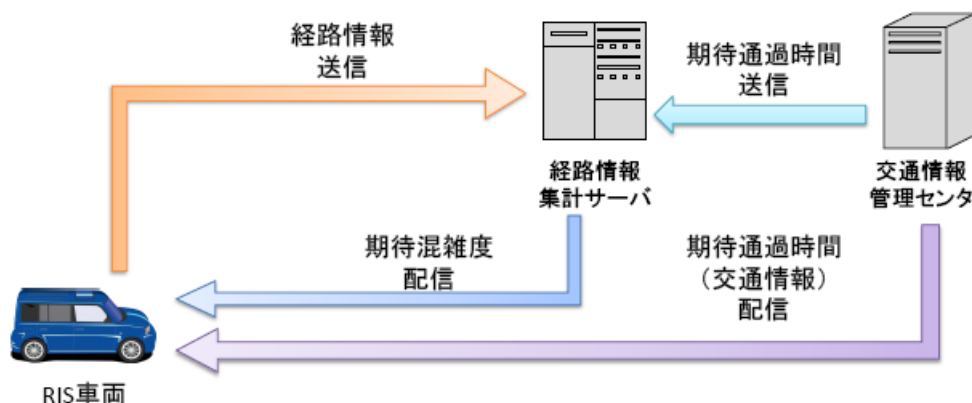 経路情報
送信
期待通過時間
送信
経路情報
集計サーバ
交通情報
管理センタ
期待混雑度
配信
期待通過時間
（交通情報）
配信
RIS車両